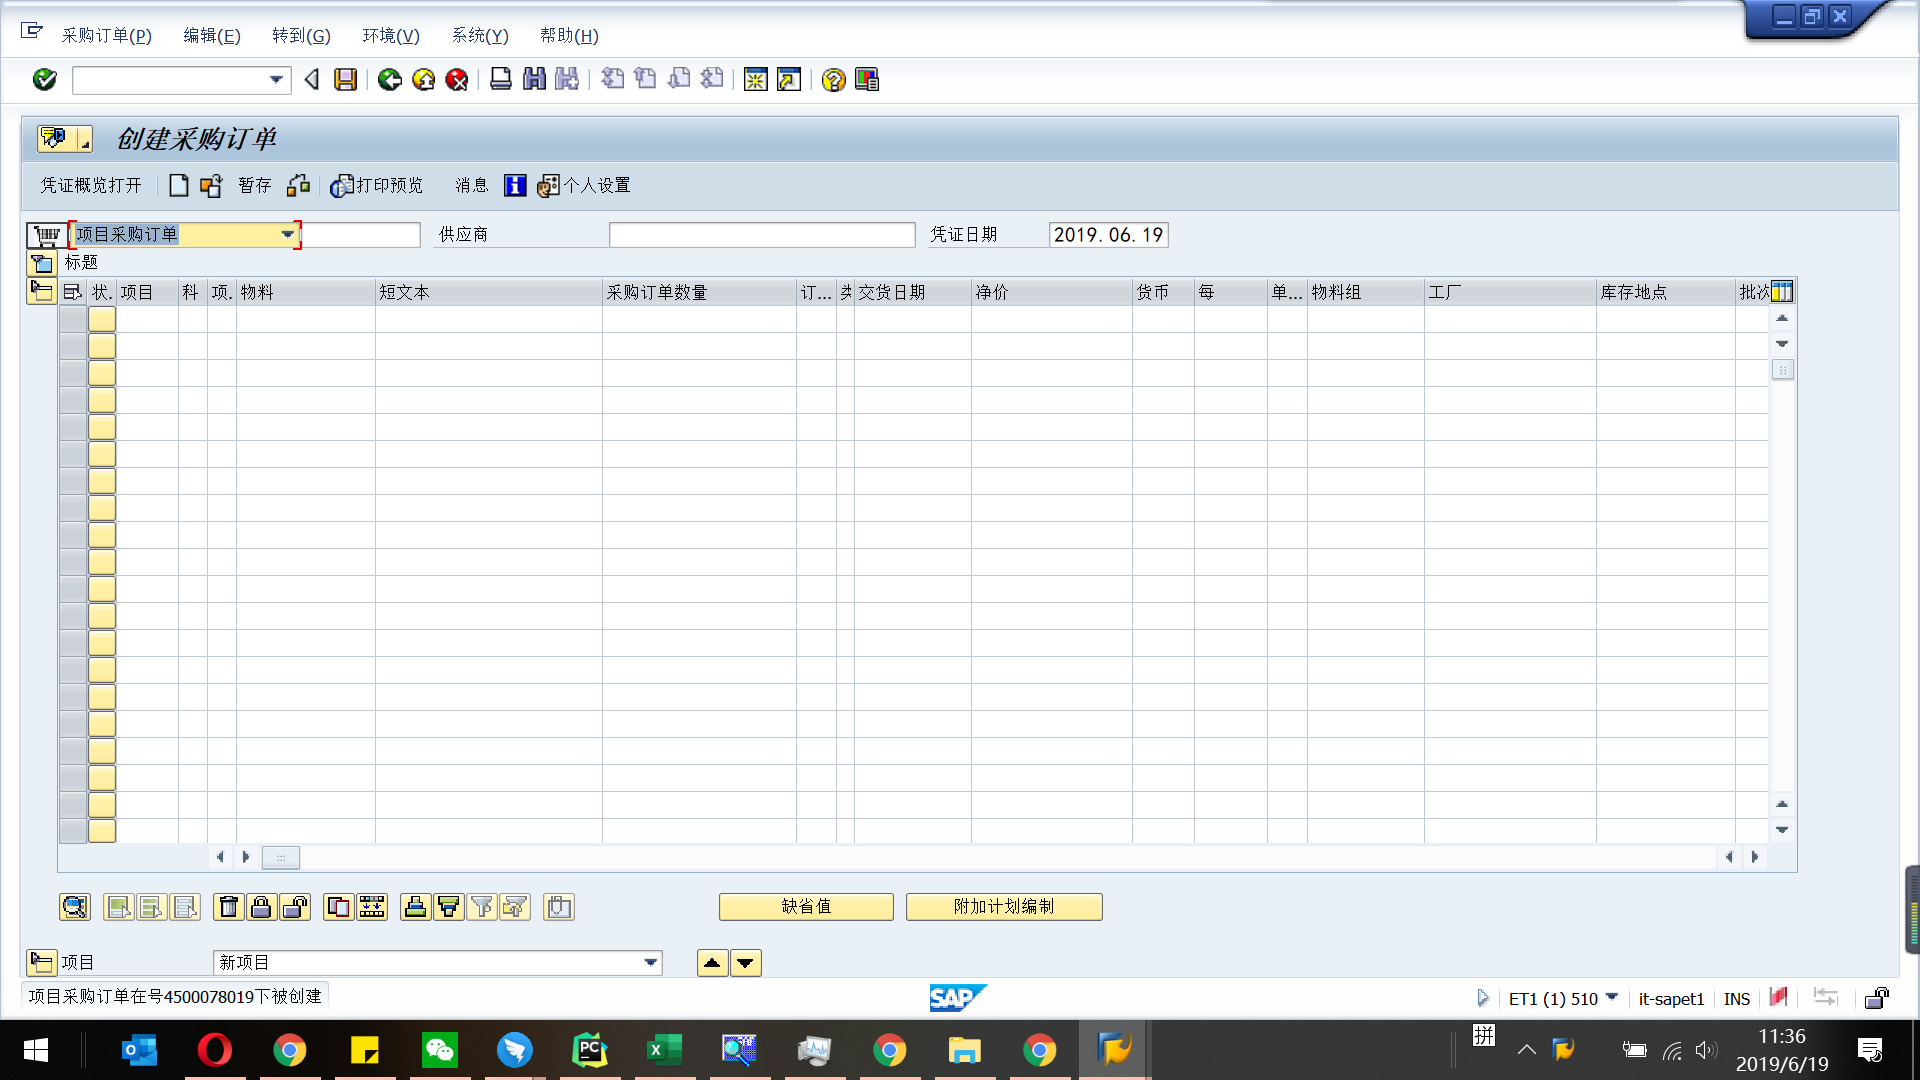 采购订单(P) 编辑(E) 转到(G) 环境(V) 系统(Y) 帮助(H)
创建采购订单
凭证概览打开 暂存 打印预览 消息 个人设置
项目采购订单 供应商 凭证日期 2019.06.19
标题
状. 项目 科 项. 物料 短文本 采购订单数量 订... 交货日期 净价 货币 每 单... 物料组 工厂 库存地点 批次
缺省值 附加计划编制
项目 新项目
项目采购订单在号4500078019下被创建 SAP ET1 (1) 510 it-sapet1 INS
拼
11:36
2019/6/19